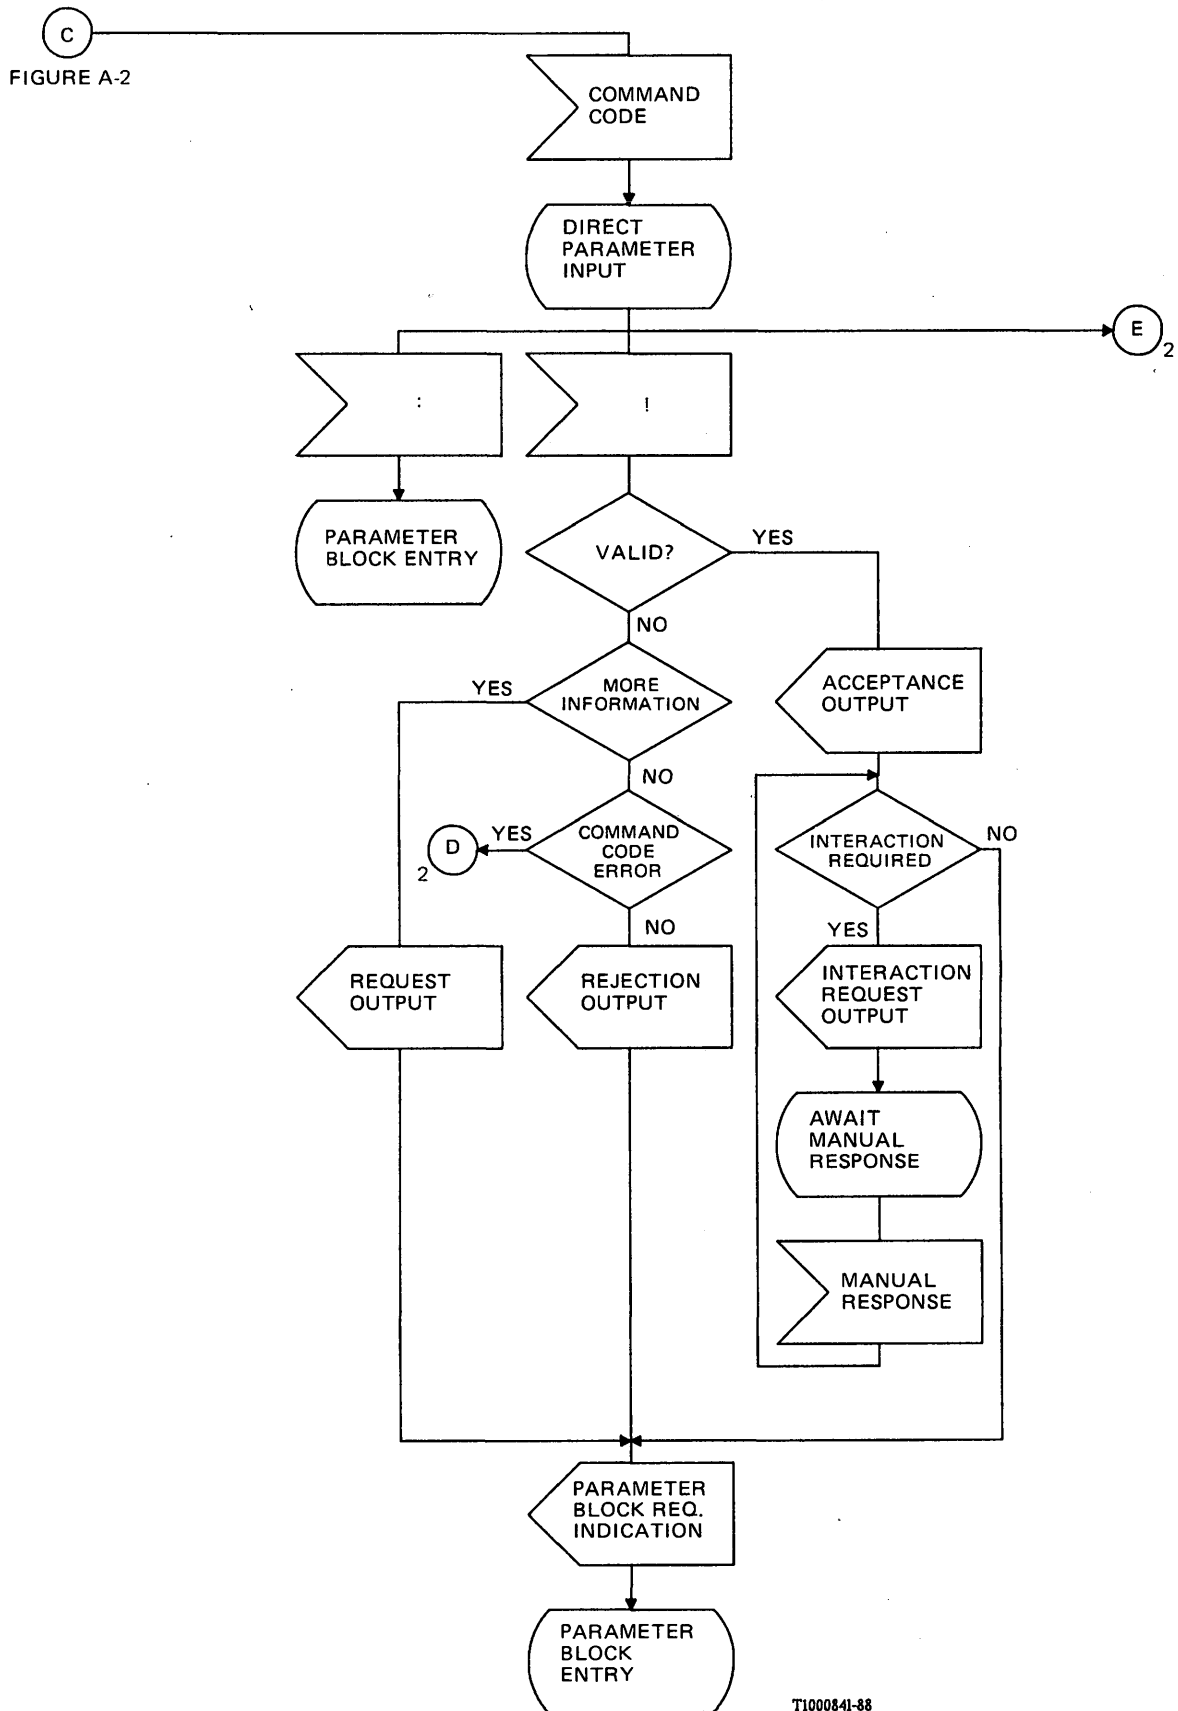 C
FIGURE A-2
COMMAND
CODE
DIRECT
PARAMETER
INPUT
E
2
:
!
PARAMETER
BLOCK ENTRY
VALID?
YES
NO
MORE
INFORMATION
YES
ACCEPTANCE
OUTPUT
NO
D
2
YES
COMMAND
CODE
ERROR
INTERACTION
REQUIRED
NO
NO
YES
REQUEST
OUTPUT
REJECTION
OUTPUT
INTERACTION
REQUEST
OUTPUT
AWAIT
MANUAL
RESPONSE
MANUAL
RESPONSE
PARAMETER
BLOCK REQ.
INDICATION
PARAMETER
BLOCK
ENTRY
T1000841-88